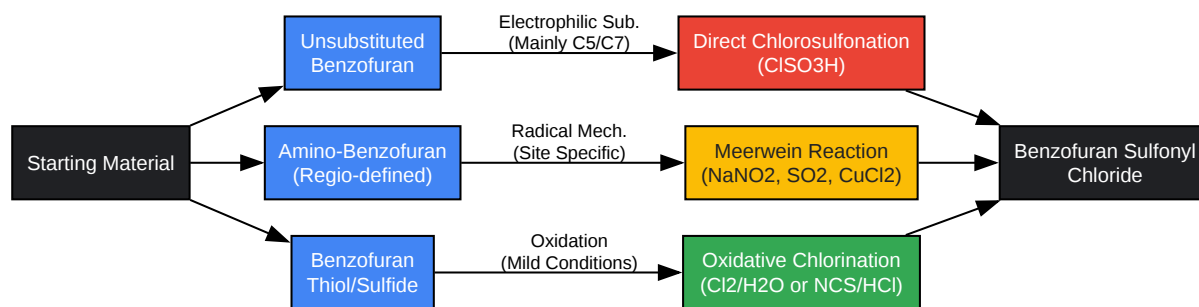 Unsubstituted
Benzofuran
Electrophilic Sub.
(Mainly C5/C7)
Direct Chlorosulfonation
(ClSO3H)
Starting Material
Amino-Benzofuran
(Regio-defined)
Radical Mech.
(Site Specific)
Meerwein Reaction
(NaNO2, SO2, CuCl2)
Benzofuran Sulfonyl
Chloride
Benzofuran
Thiol/Sulfide
Oxidation
(Mild Conditions)
Oxidative Chlorination
(Cl2/H2O or NCS/HCl)